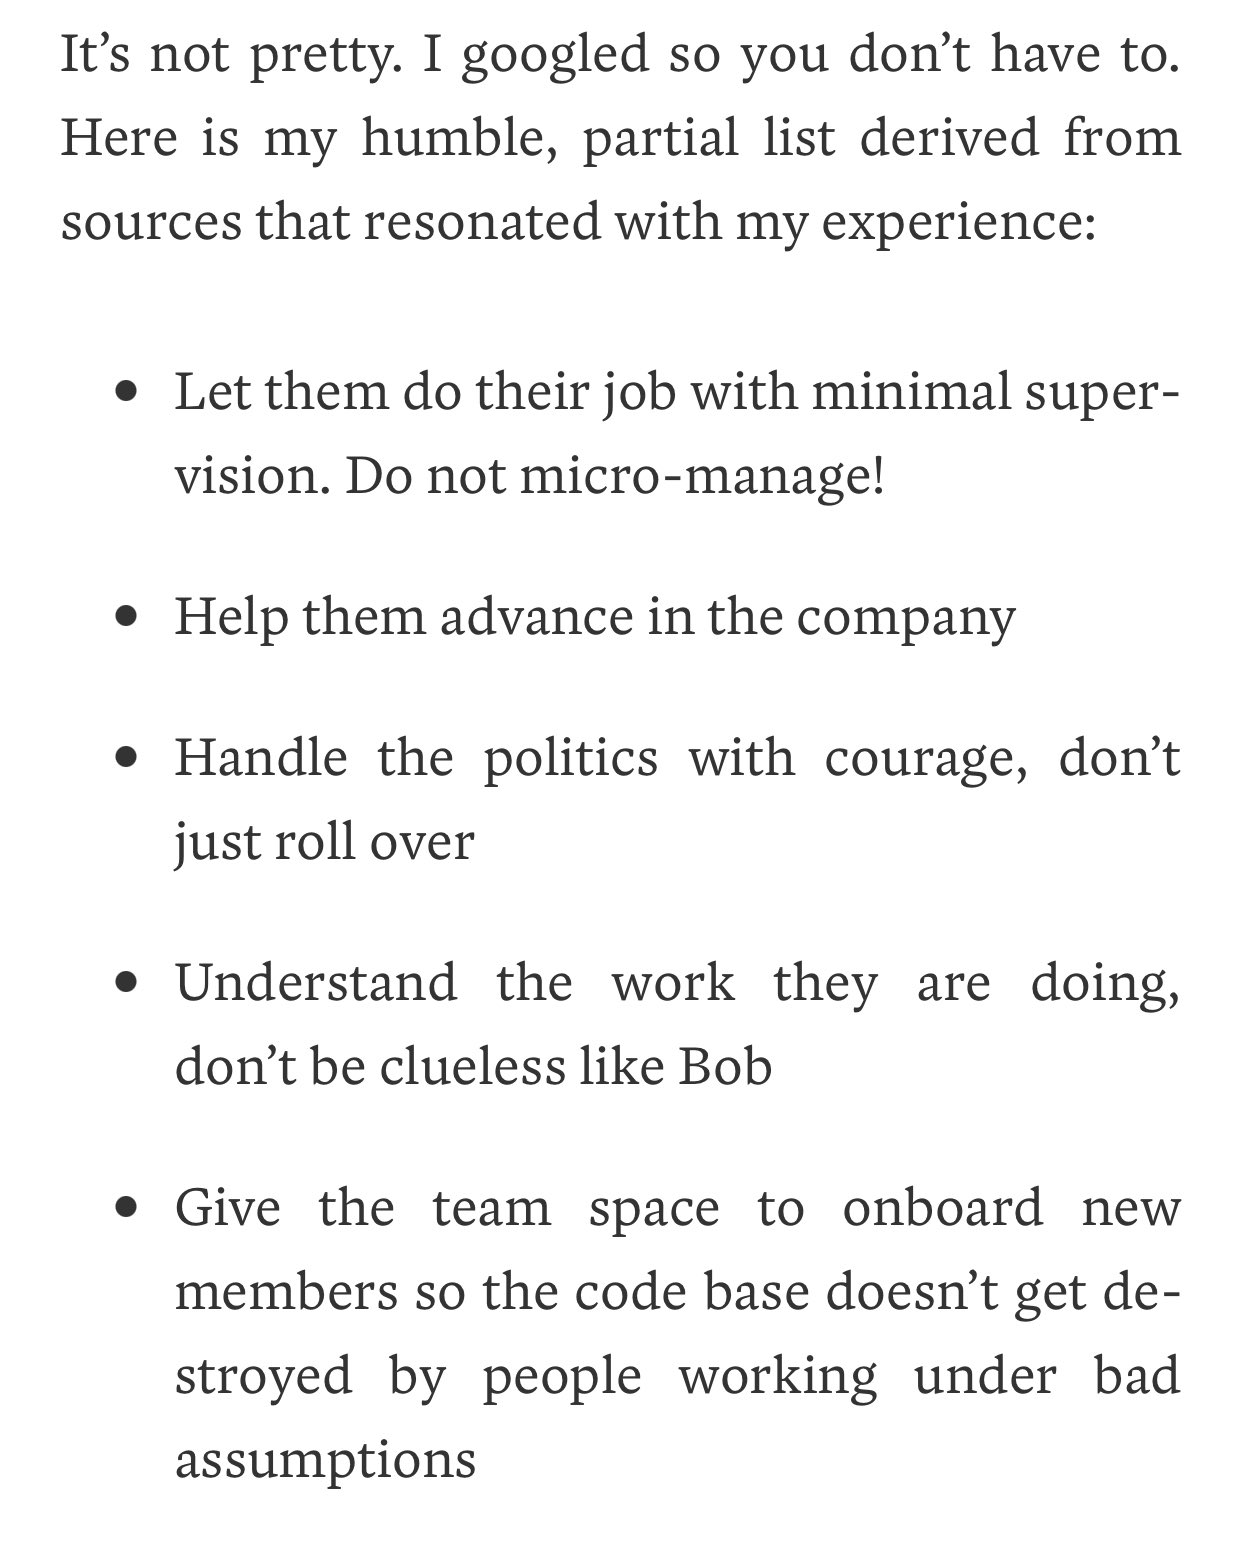 It’s not pretty. I googled so you don’t have to.
Here is my humble, partial list derived from
sources that resonated with my experience:
• Let them do their job with minimal super-
vision. Do not micro-manage!
• Help them advance in the company
• Handle the politics with courage, don’t
just roll over
• Understand the work they are doing,
don’t be clueless like Bob
• Give the team space to onboard new
members so the code base doesn’t get de-
stroyed by people working under bad
assumptions